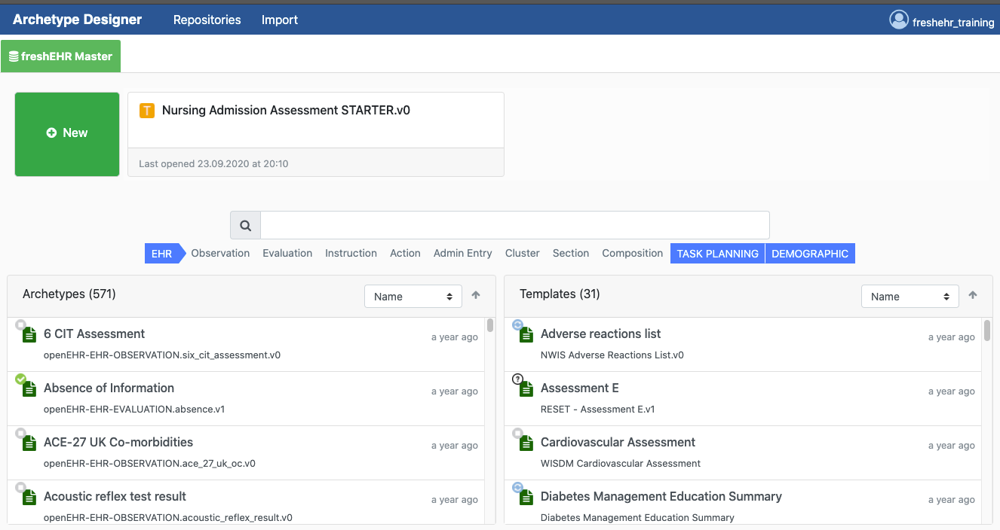 Archetype Designer Repositories Import freshehr_training
freshEHR Master
New
T Nursing Admission Assessment STARTER.v0
Last opened 23.09.2020 at 20:10
EHR Observation Evaluation Instruction Action Admin Entry Cluster Section Composition TASK PLANNING DEMOGRAPHIC
Archetypes (571) Name
6 CIT Assessment a year ago
openEHR-EHR-OBSERVATION.six_cit_assessment.v0
Absence of Information a year ago
openEHR-EHR-EVALUATION.absence.v1
ACE-27 UK Co-morbidities a year ago
openEHR-EHR-OBSERVATION.ace_27_uk_oc.v0
Acoustic reflex test result a year ago
openEHR-EHR-OBSERVATION.acoustic_reflex_result.v0
Templates (31) Name
Adverse reactions list a year ago
NWIS Adverse Reactions List.v0
? Assessment E a year ago
RESET - Assessment E.v1
Cardiovascular Assessment a year ago
WISDM Cardiovascular Assessment
Diabetes Management Education Summary a year ago
Diabetes Management Education Summary